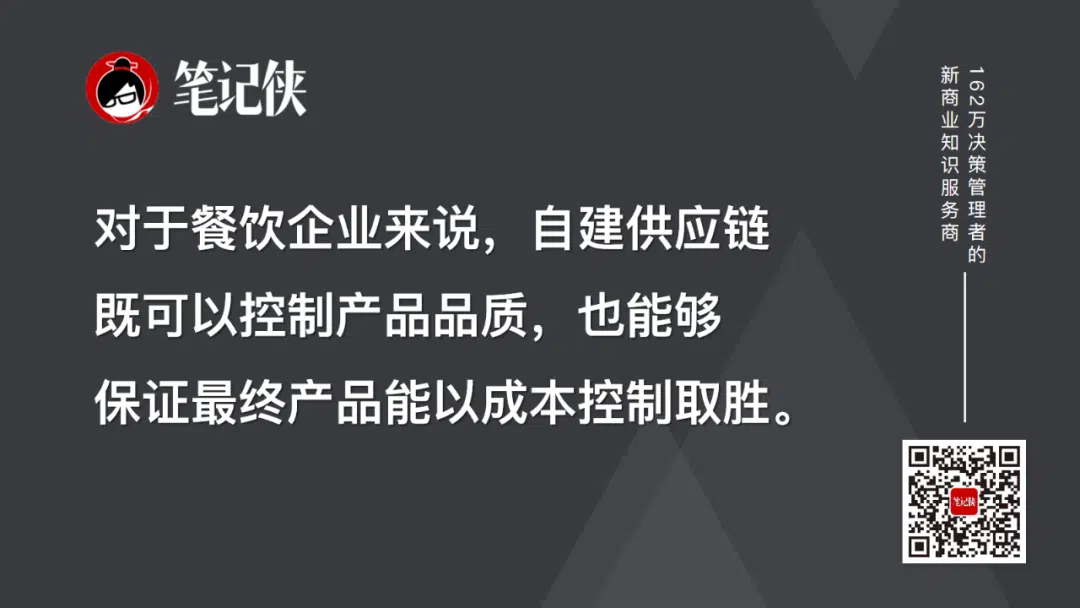 笔记侠
162万决策管理者的
新商业知识服务商
对于餐饮企业来说，自建供应链
既可以控制产品品质，也能够
保证最终产品能以成本控制取胜。
笔记侠